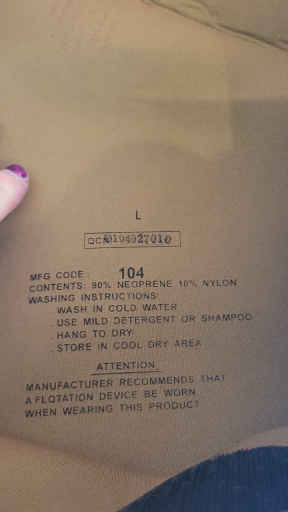 L
QC#
MFG CODE: 104
CONTENTS: 90% NEOPRENE 10% NYLON
WASHING INSTRUCTIONS:
. WASH IN COLD WATER
. USE MILD DETERGENT OR SHAMPOO
. HANG TO DRY
. STORE IN COOL DRY AREA
ATTENTION
MANUFACTURER RECOMMENDS THAT
A FLOTATION DEVICE BE WORN
WHEN WEARING THIS PRODUCT